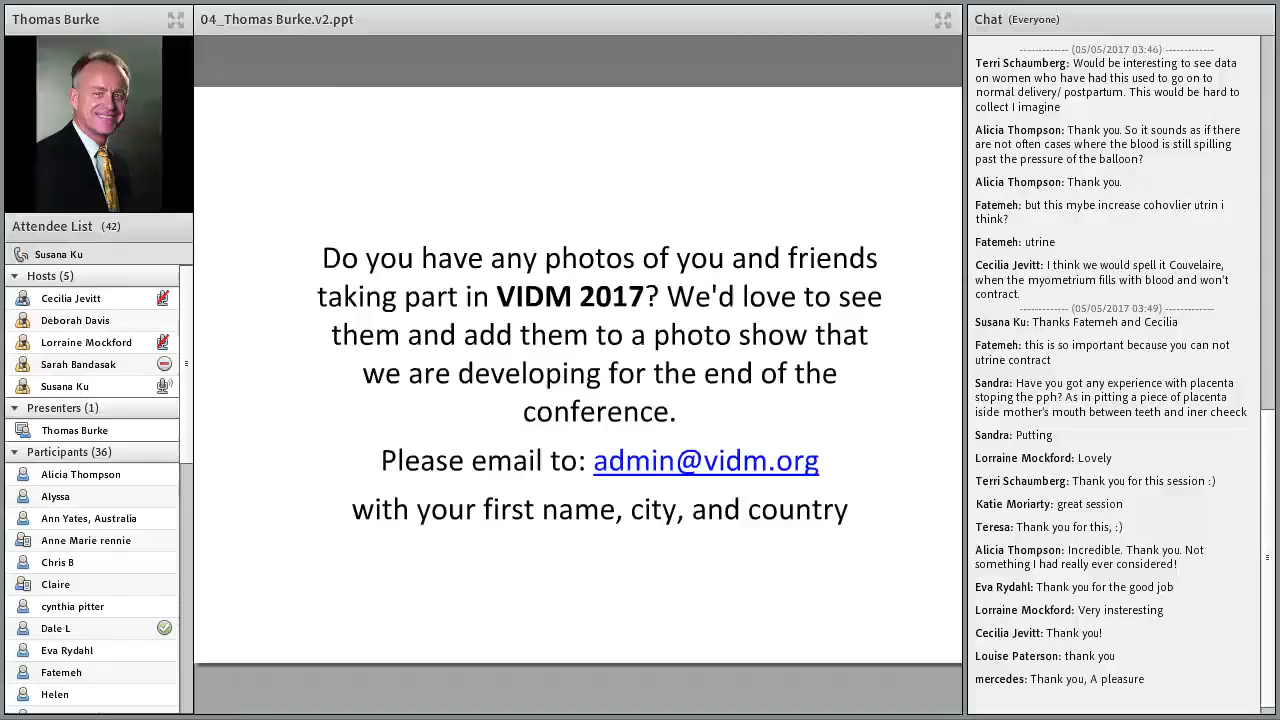 Thomas Burke
Attendee List (42)
Susana Ku
Hosts (5)
Cecilia Jevitt
Deborah Davis
Lorraine Mockford
Sarah Bandasak
Susana Ku
Presenters (1)
Thomas Burke
Participants (36)
Alicia Thompson
Alyssa
Ann Yates, Australia
Anne Marie rennie
Chris B
Claire
cynthia pitter
Dale L
Eva Rydahl
Fatemeh
Helen
04_Thomas Burke.v2.ppt
Do you have any photos of you and friends
taking part in VIDM 2017? We'd love to see
them and add them to a photo show that
we are developing for the end of the
conference.
Please email to: admin@vidm.org
with your first name, city, and country
Chat (Everyone)
------------- (05/05/2017 03:46) -------------
Terri Schaumberg: Would be interesting to see data
on women who have had this used to go on to
normal delivery/ postpartum. This would be hard to
collect I imagine
Alicia Thompson: Thank you. So it sounds as if there
are not often cases where the blood is still spilling
past the pressure of the balloon?
Alicia Thompson: Thank you.
Fatemeh: but this mybe increase cohovlier utrin i
think?
Fatemeh: utrine
Cecilia Jevitt: I think we would spell it Couvelaire,
when the myometrium fills with blood and won't
contract.
------------- (05/05/2017 03:49) -------------
Susana Ku: Thanks Fatemeh and Cecilia
Fatemeh: this is so important because you can not
utrine contract
Sandra: Have you got any experience with placenta
stoping the pph? As in pitting a piece of placenta
iside mother's mouth between teeth and iner cheeck
Sandra: Putting
Lorraine Mockford: Lovely
Terri Schaumberg: Thank you for this session :)
Katie Moriarty: great session
Teresa: Thank you for this, :)
Alicia Thompson: Incredible. Thank you. Not
something I had really ever considered!
Eva Rydahl: Thank you for the good job
Lorraine Mockford: Very insteresting
Cecilia Jevitt: Thank you!
Louise Paterson: thank you
mercedes: Thank you, A pleasure